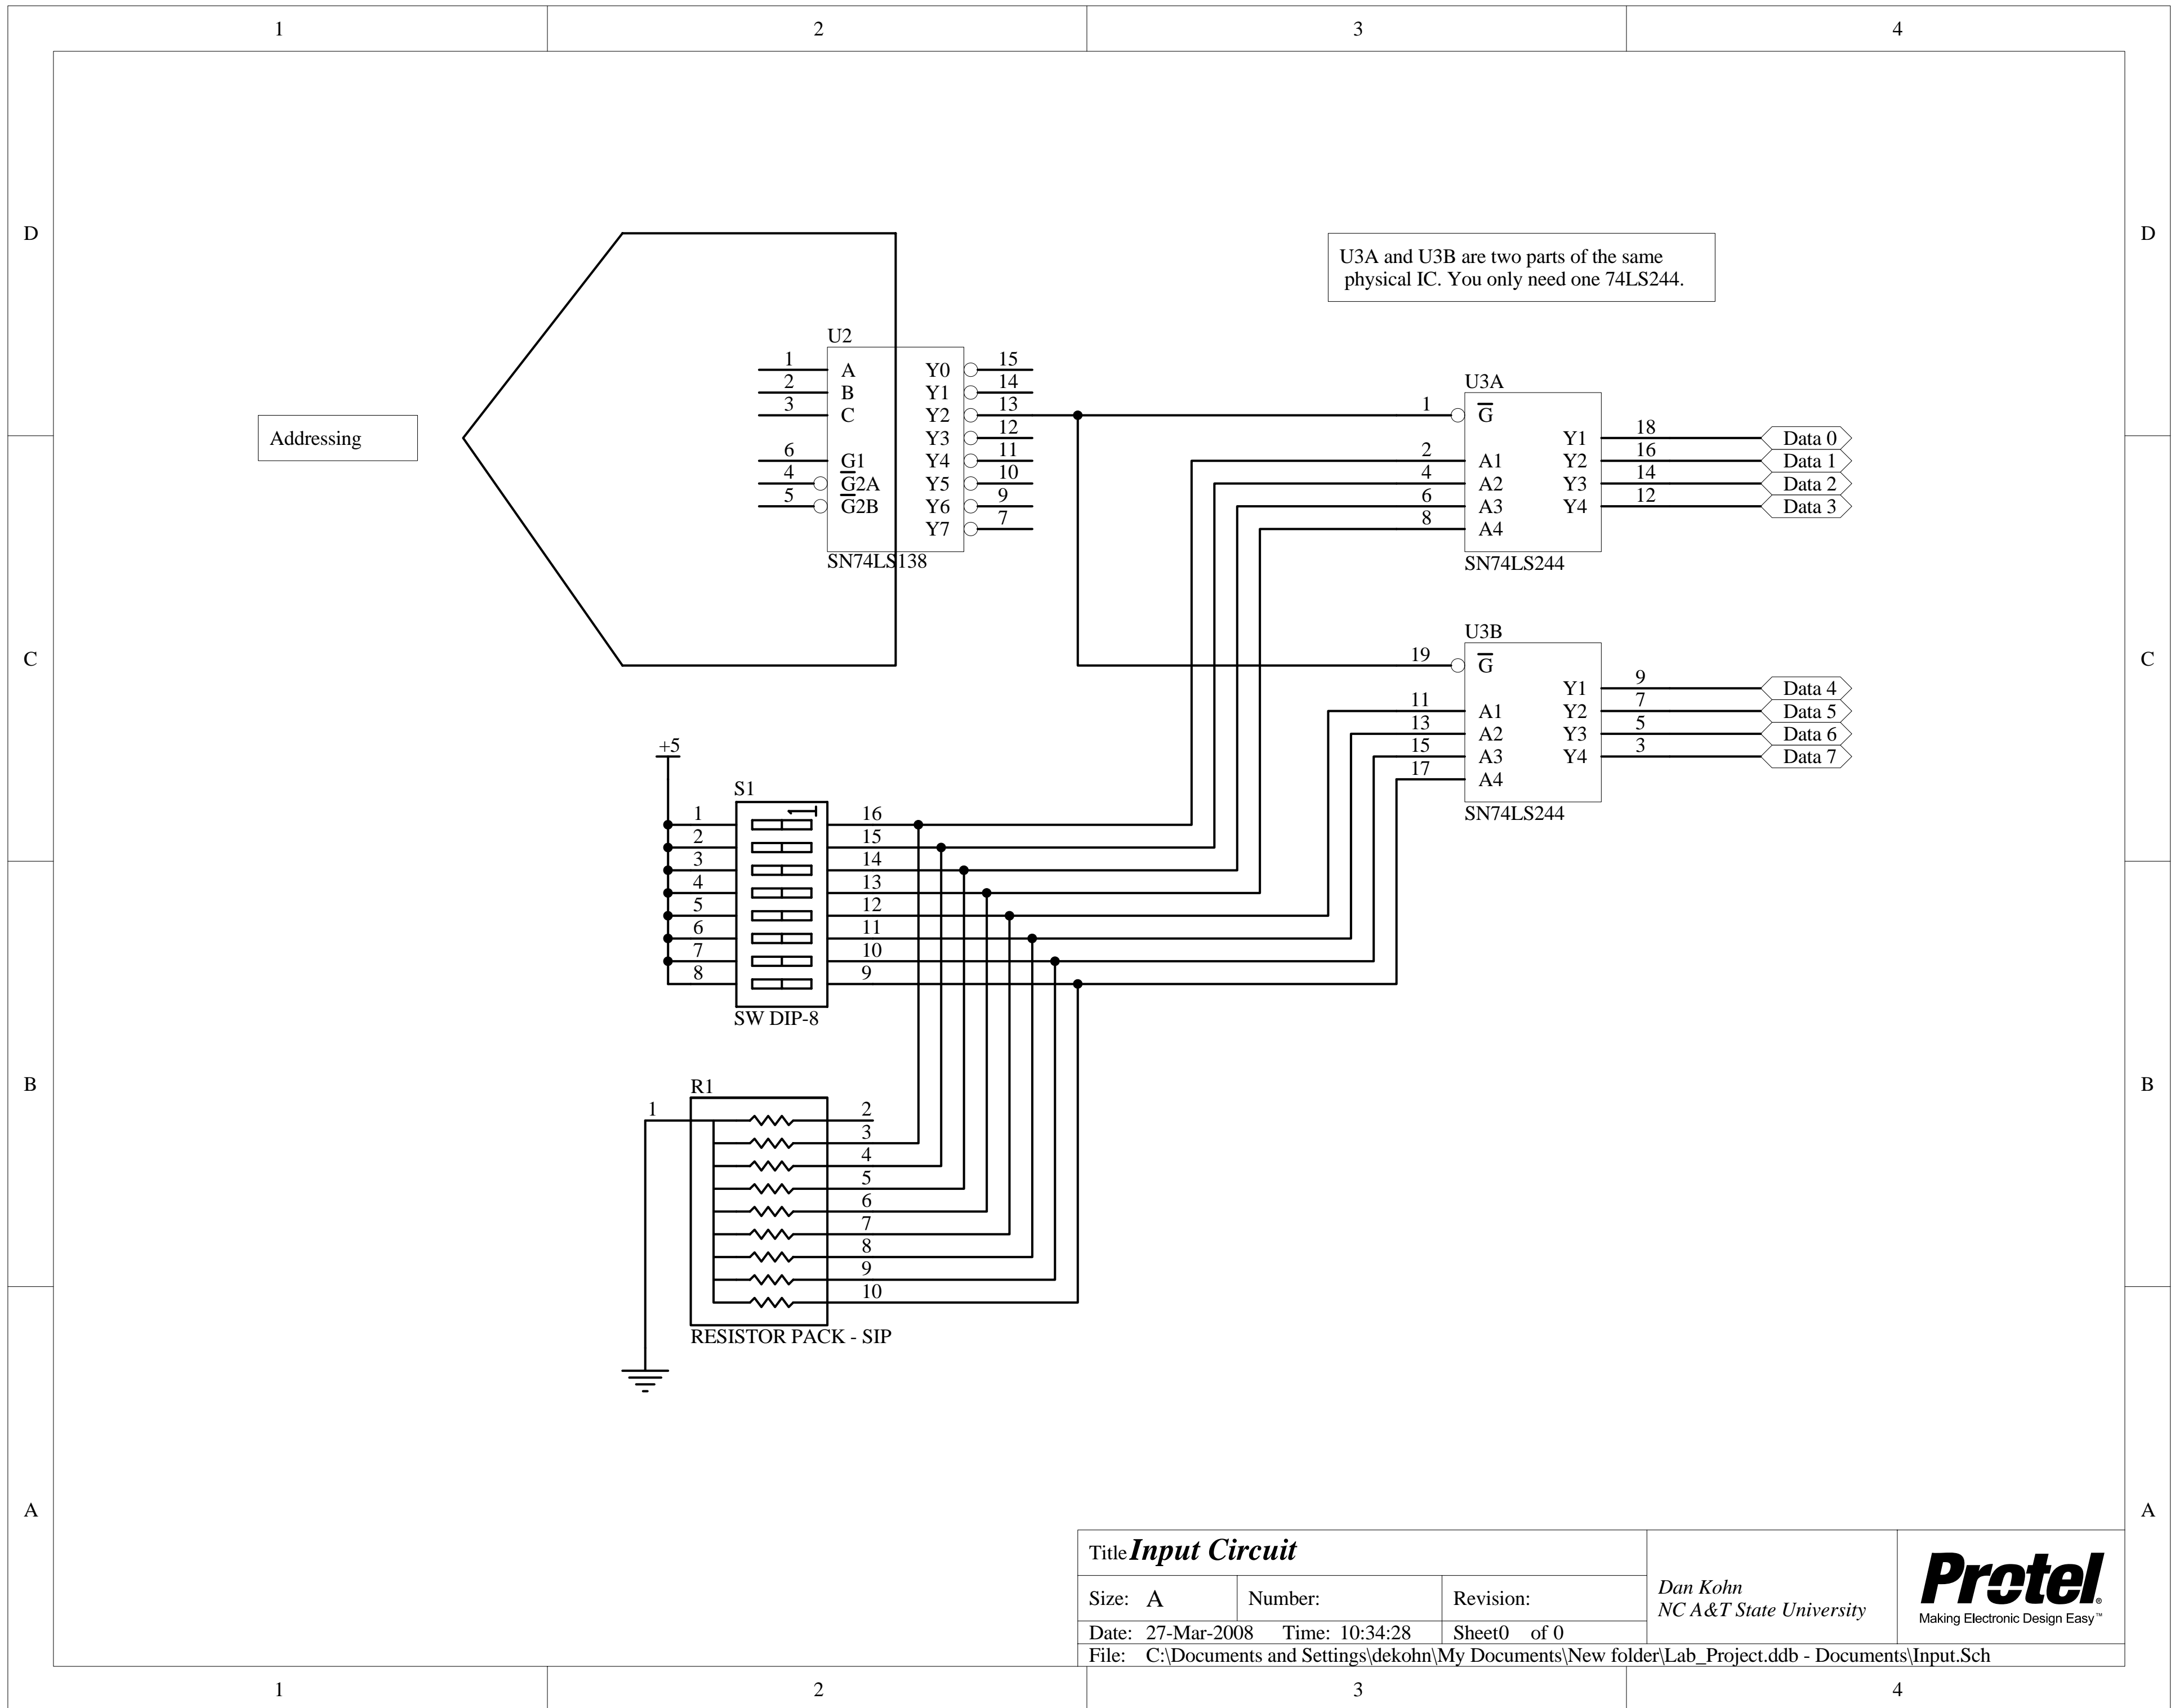 1 2 3 4
D D
U3A and U3B are two parts of the same
physical IC. You only need one 74LS244.
Addressing
U2
1 A Y0 15
2 B Y1 14
3 C Y2 13
Y3 12
6 G1 Y4 11
4 G2A Y5 10
5 G2B Y6 9
Y7 7
SN74LS138
U3A
1 G
Y1 18 Data 0
2 A1 Y2 16 Data 1
4 A2 Y3 14 Data 2
6 A3 Y4 12 Data 3
8 A4
SN74LS244
C C
U3B
19 G
Y1 9 Data 4
11 A1 Y2 7 Data 5
13 A2 Y3 5 Data 6
15 A3 Y4 3 Data 7
17 A4
SN74LS244
+5
S1
1
1 16
2 15
3 14
4 13
5 12
6 11
7 10
8 9
SW DIP-8
B B
R1
1 2
3
4
5
6
7
8
9
10
RESISTOR PACK - SIP
A A
Title Input Circuit
Size: A Number: Revision:
Date: 27-Mar-2008 Time: 10:34:28 Sheet0 of 0
File: C:\Documents and Settings\dekohn\My Documents\New folder\Lab_Project.ddb - Documents\Input.Sch
Dan Kohn
NC A&T State University
Protel®
Making Electronic Design Easy™
1 2 3 4